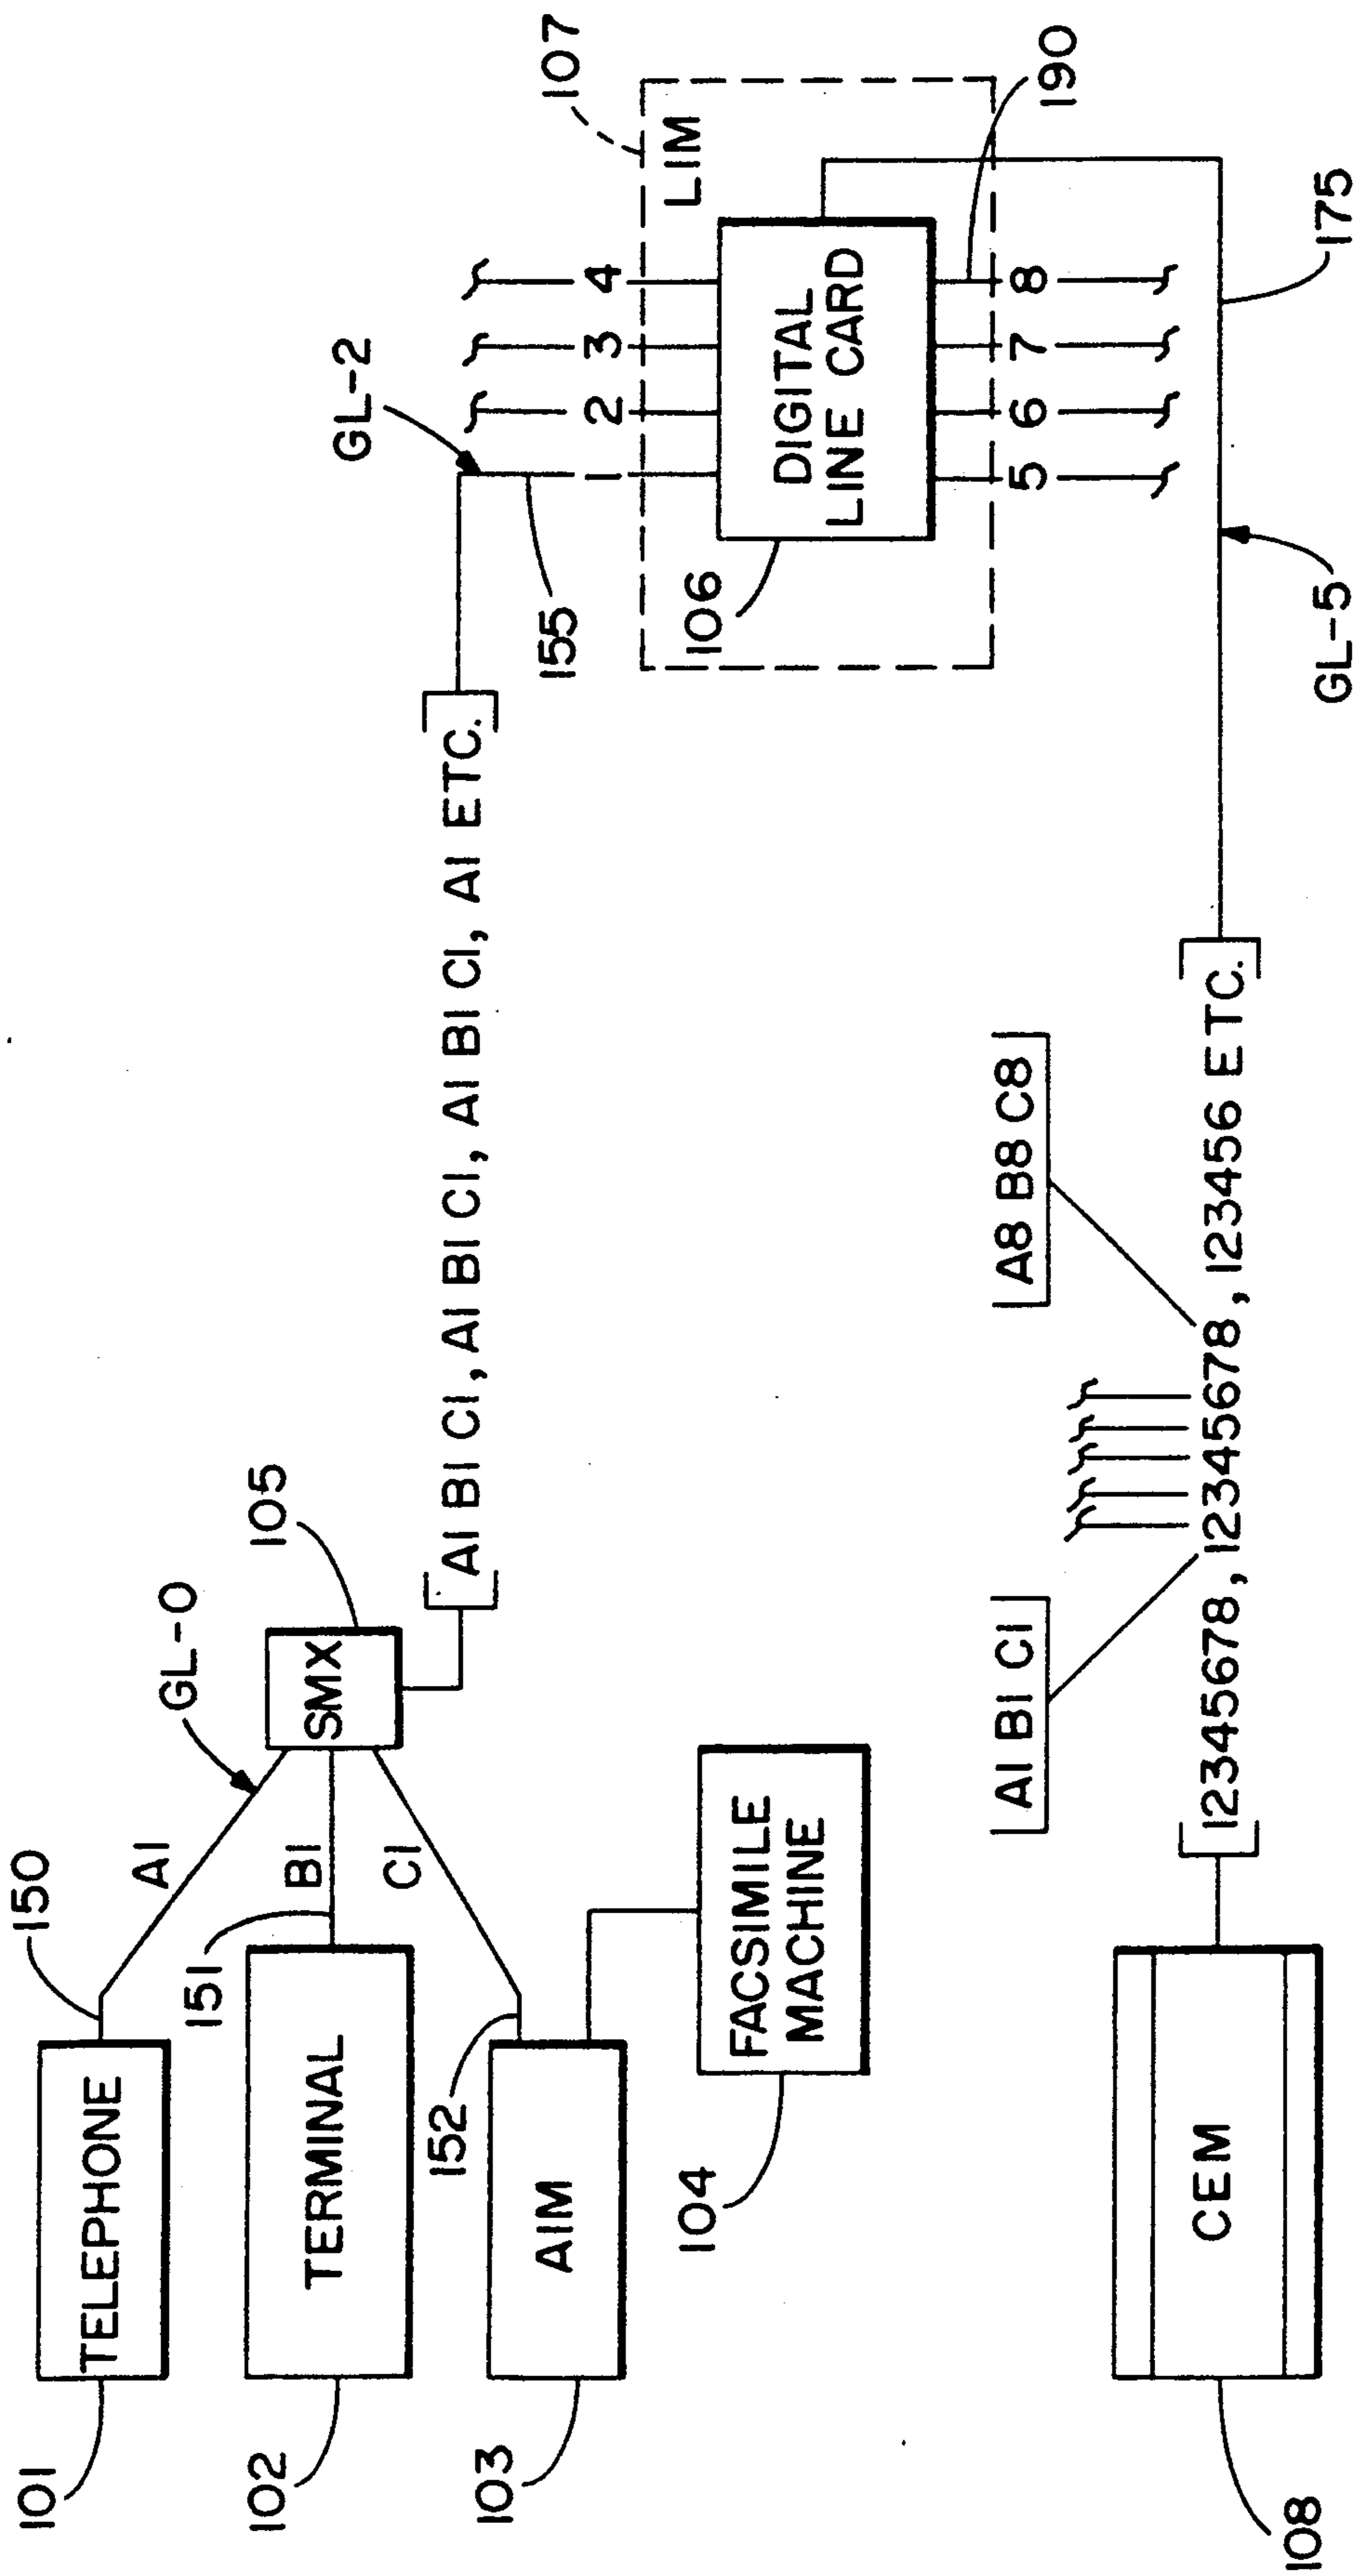 101
TELEPHONE
150
A1
GL-0
102
TERMINAL
151
B1
SMX
105
103
AIM
152
C1
104
FACSIMILE
MACHINE
[A1 B1 C1, A1 B1 C1, A1 B1 C1, A1 B1 C1, A1 ETC.]
GL-2
155
1 2 3 4
107
LIM
106
DIGITAL
LINE CARD
5 6 7 8
190
175
GL-5
A1 B1 C1
A8 B8 C8
[12345678, 12345678, 123456 ETC.]
108
CEM